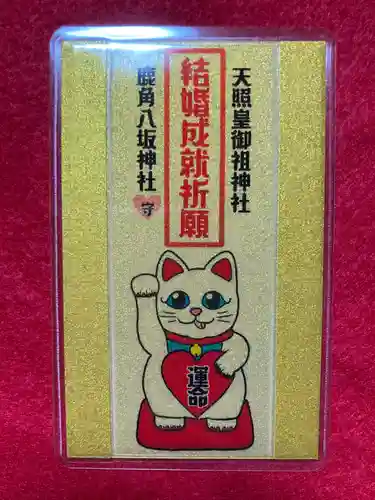 天照皇御祖神社
結婚成就祈願
鹿角八坂神社
守
運命